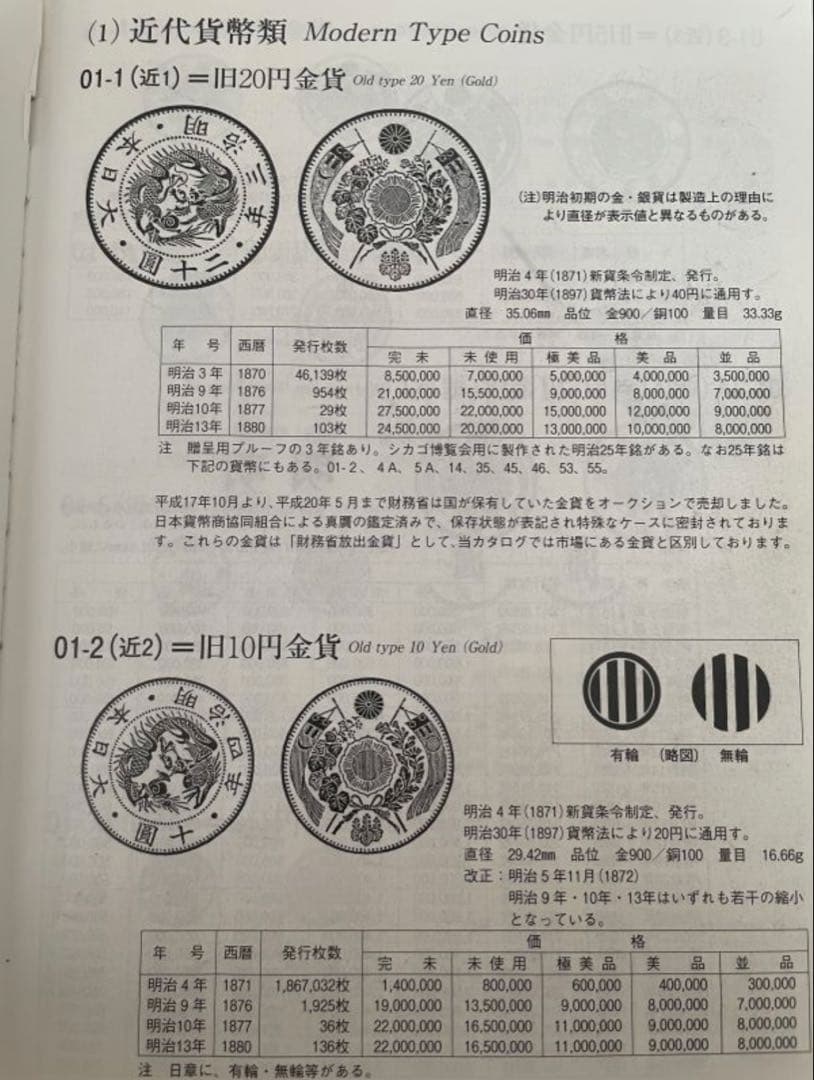 (1) 近代貨幣類 Modern Type Coins
01-1(近1)=旧20円金貨 Old type 20 Yen (Gold)
大日本・明治三年・二十圓・
(注)明治初期の金・銀貨は製造上の理由に
より直径が表示値と異なるものがある。
明治4年(1871)新貨条令制定、発行。
明治30年(1897)貨幣法により40円に通用す。
直径 35.06mm 品位 金900/銅100 量目 33.33g
年号 西暦 発行枚数 価格
完未 未使用 極美品 美品 並品
明治3年 1870 46,139枚 8,500,000 7,000,000 5,000,000 4,000,000 3,500,000
明治9年 1876 954枚 21,000,000 15,500,000 9,000,000 8,000,000 7,000,000
明治10年 1877 29枚 27,500,000 22,000,000 15,000,000 12,000,000 9,000,000
明治13年 1880 103枚 24,500,000 20,000,000 13,000,000 10,000,000 8,000,000
注 贈呈用プルーフの3年銘あり。シカゴ博覧会用に製作された明治25年銘がある。なお25年銘は
下記の貨幣にもある。01-2、4A、5A、14、35、45、46、53、55。
平成17年10月より、平成20年5月まで財務省は国が保有していた金貨をオークションで売却しました。
日本貨幣商協同組合による真贋の鑑定済みで、保存状態が表記され特殊なケースに密封されておりま
す。これらの金貨は「財務省放出金貨」として、当カタログでは市場にある金貨と区別しております。
01-2(近2)=旧10円金貨 Old type 10 Yen (Gold)
大日本・明治四年・十圓・
有輪 (略図) 無輪
明治4年(1871)新貨条令制定、発行。
明治30年(1897)貨幣法により20円に通用す。
直径 29.42mm 品位 金900/銅100 量目 16.66g
改正:明治5年11月(1872)
明治9年・10年・13年はいずれも若干の縮小
となっている。
年号 西暦 発行枚数 価格
完未 未使用 極美品 美品 並品
明治4年 1871 1,867,032枚 1,400,000 800,000 600,000 400,000 300,000
明治9年 1876 1,925枚 19,000,000 13,500,000 9,000,000 8,000,000 7,000,000
明治10年 1877 36枚 22,000,000 16,500,000 11,000,000 9,000,000 8,000,000
明治13年 1880 136枚 22,000,000 16,500,000 11,000,000 9,000,000 8,000,000
注 日章に、有輪・無輪等がある。